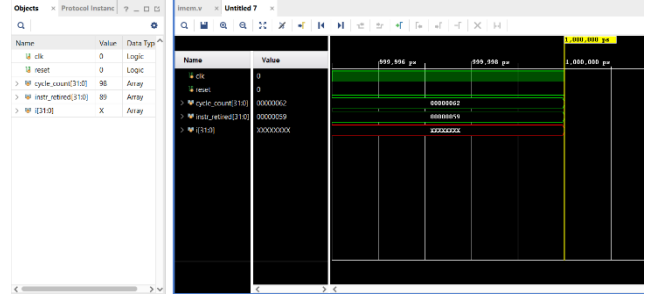 Objects × Protocol Instanc ? _ □
Name Value Data Typ
clk 0 Logic
reset 0 Logic
> cycle_count[31:0] 98 Array
> instr_retired[31:0] 89 Array
> i[31:0] X Array
imem.v × Untitled 7 ×
1,000,000 ps
Name Value
999,996 ps 999,998 ps 1,000,000 ps
clk 0
reset 0
> cycle_count[31:0] 00000062 00000062
> instr_retired[31:0] 00000059 00000059
> i[31:0] XXXXXXXX XXXXXXXX